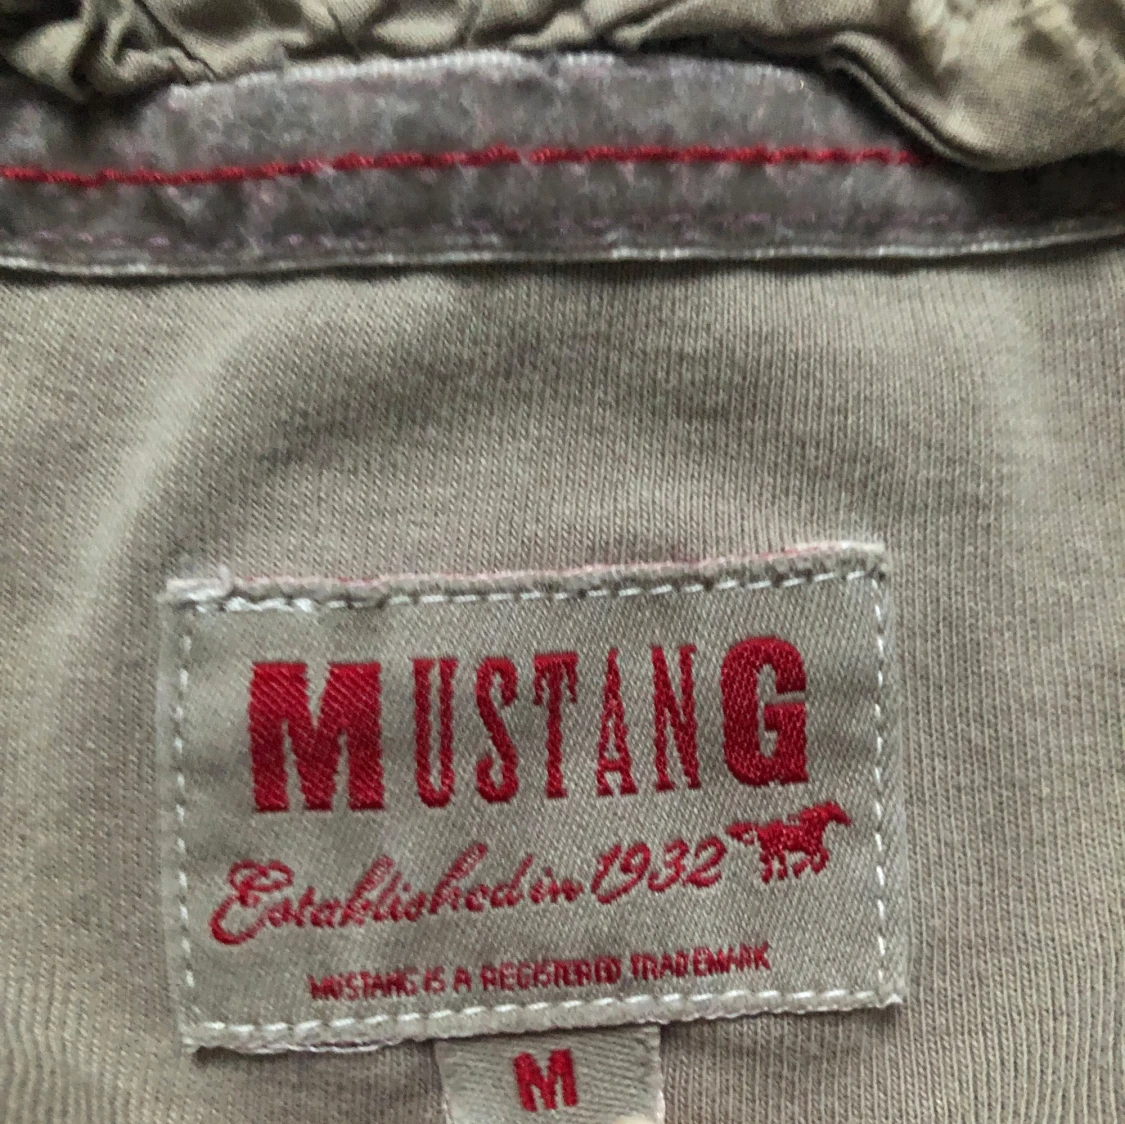 MUSTANG
Established in 1932
MUSTANG IS A REGISTERED TRADEMARK
M